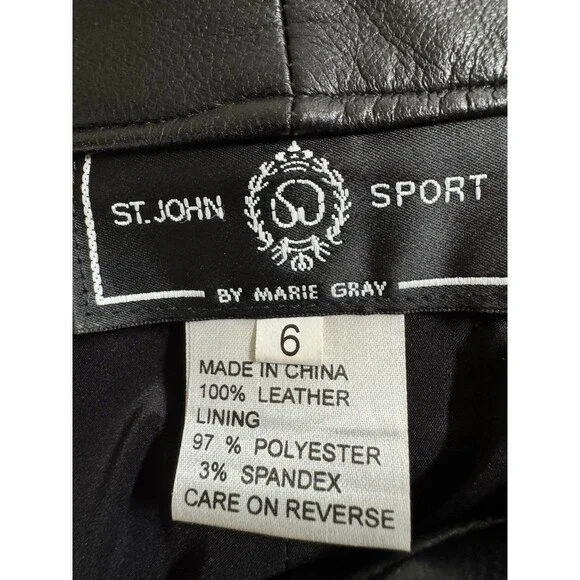 ST. JOHN SJ SPORT
BY MARIE GRAY
6
MADE IN CHINA
100% LEATHER
LINING
97 % POLYESTER
3% SPANDEX
CARE ON REVERSE